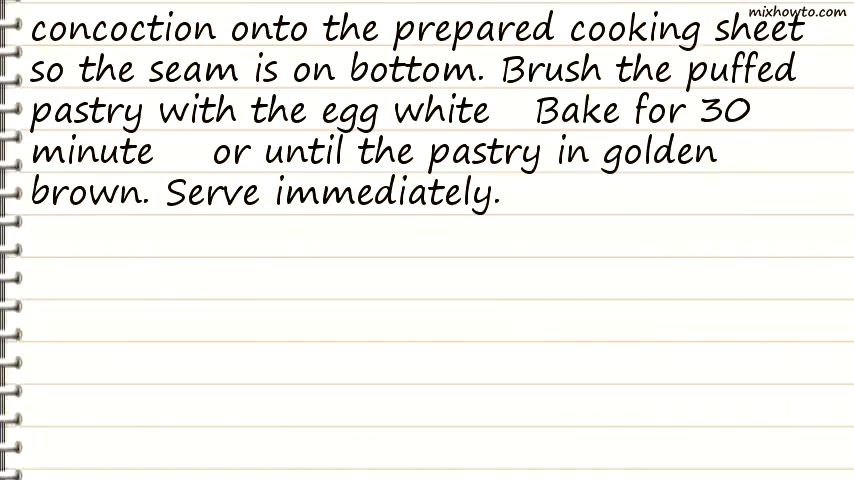 mixhowto.com
concoction onto the prepared cooking sheet
so the seam is on bottom. Brush the puffed
pastry with the egg white   Bake for 30
minute   or until the pastry in golden
brown. Serve immediately.